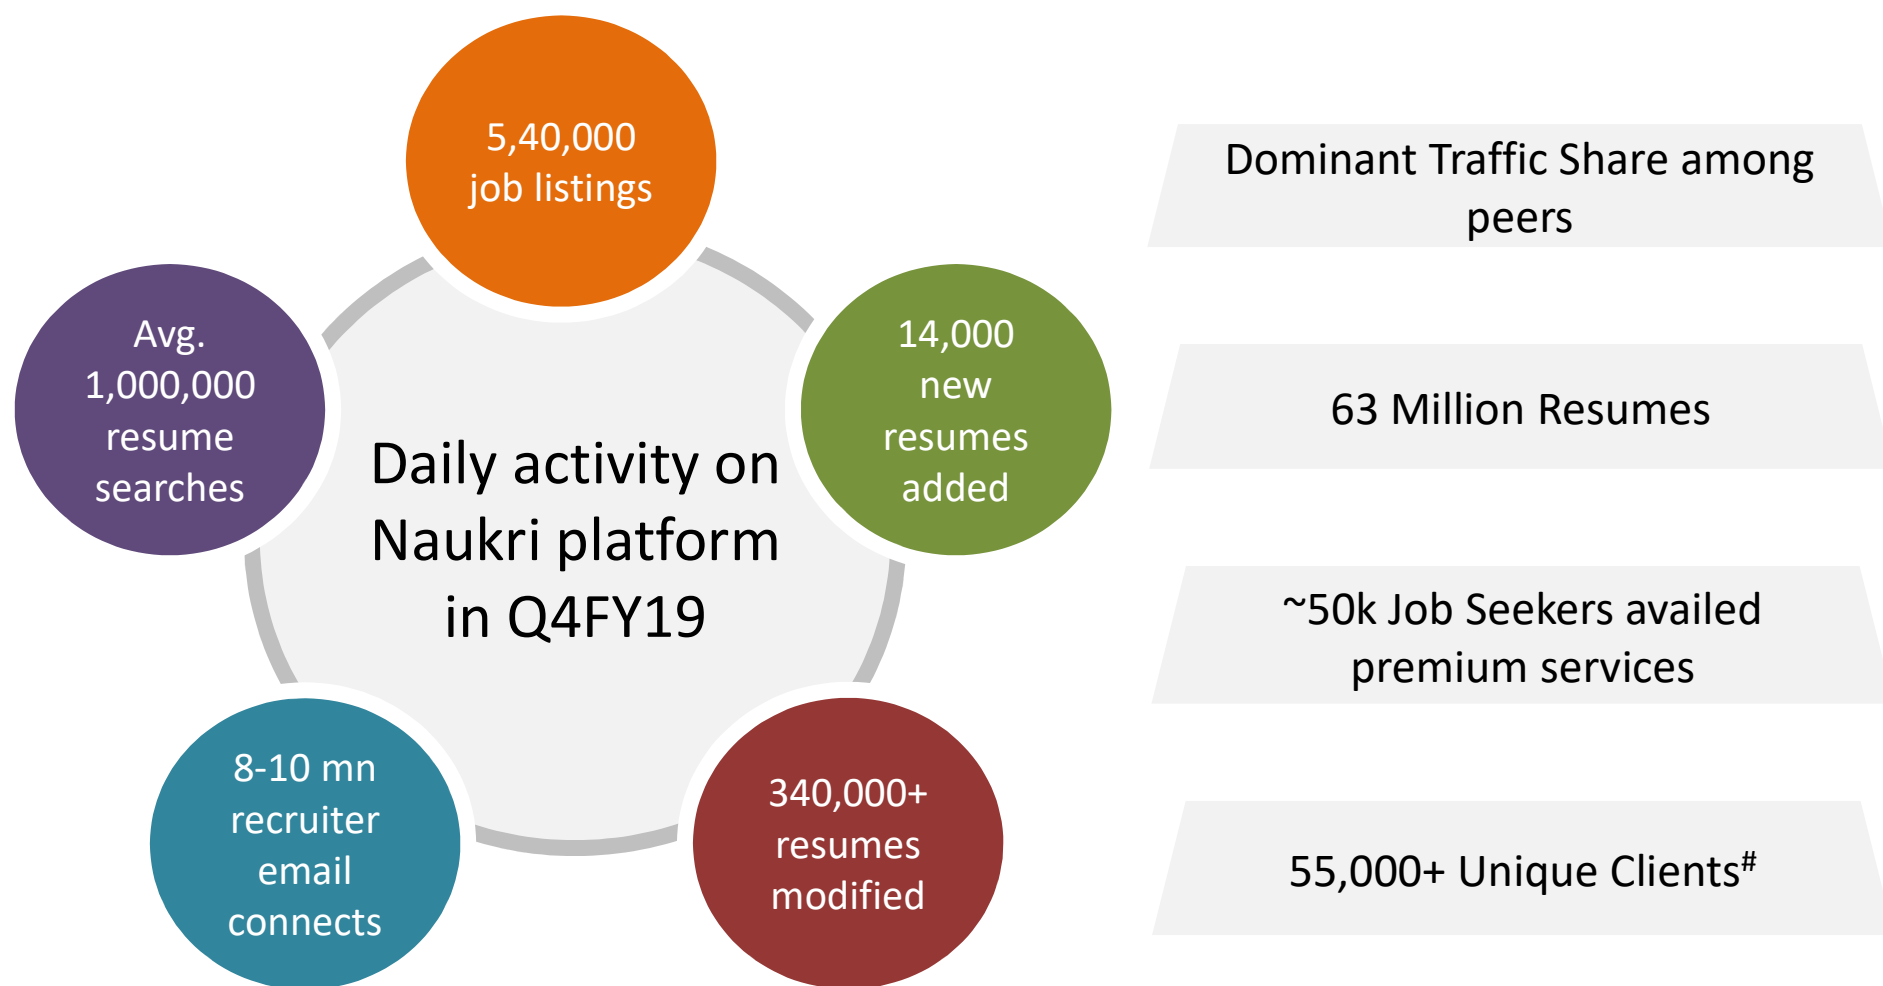 5,40,000
job listings
Avg.
1,000,000
resume
searches
14,000
new
resumes
added
Daily activity on
Naukri platform
in Q4FY19
8-10 mn
recruiter
email
connects
340,000+
resumes
modified
Dominant Traffic Share among
peers
63 Million Resumes
~50k Job Seekers availed
premium services
55,000+ Unique Clients#